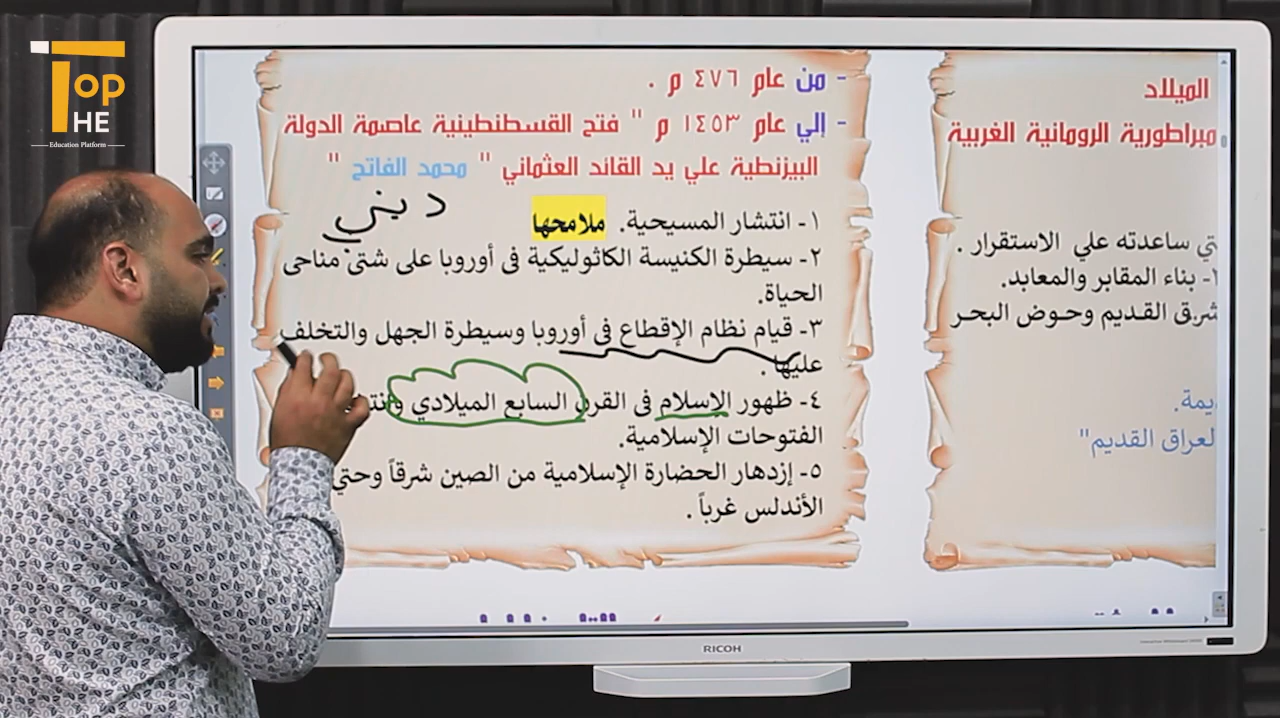 Top
THE
Education Platform
الميلاد
مبراطورية الرومانية الغربية
تي ساعدته علي الاستقرار .
بناء المقابر والمعابد.
شرق القديم وحوض البحر
يمة.
لعراق القديم"
- من عام ٤٧٦ م .
- إلي عام ١٤٥٣ م " فتح القسطنطينية عاصمة الدولة
البيزنطية علي يد القائد العثماني " محمد الفاتح "
ملامحها
ديني
١- انتشار المسيحية.
٢- سيطرة الكنيسة الكاثوليكية فى أوروبا على شتى مناحى
الحياة.
٣- قيام نظام الإقطاع فى أوروبا وسيطرة الجهل والتخلف
عليها .
٤- ظهور الإسلام فى القرن السابع الميلادي
الفتوحات الإسلامية.
٥- إزدهار الحضارة الإسلامية من الصين شرقاً وحتي
الأندلس غرباً .
RICOH